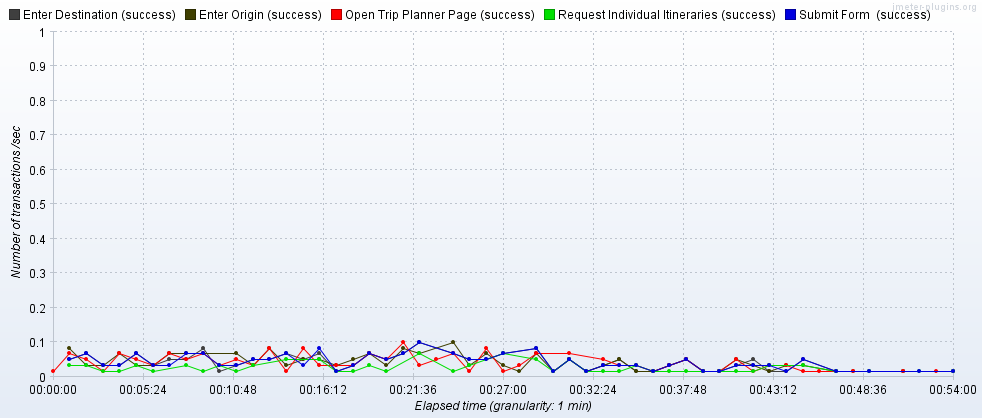 jmeter-plugins.org
Enter Destination (success) Enter Origin (success) Open Trip Planner Page (success) Request Individual Itineraries (success) Submit Form (success)
1
0.9
0.8
0.7
0.6
0.5
0.4
0.3
0.2
0.1
0
Number of transactions /sec
00:00:00 00:05:24 00:10:48 00:16:12 00:21:36 00:27:00 00:32:24 00:37:48 00:43:12 00:48:36 00:54:00
Elapsed time (granularity: 1 min)